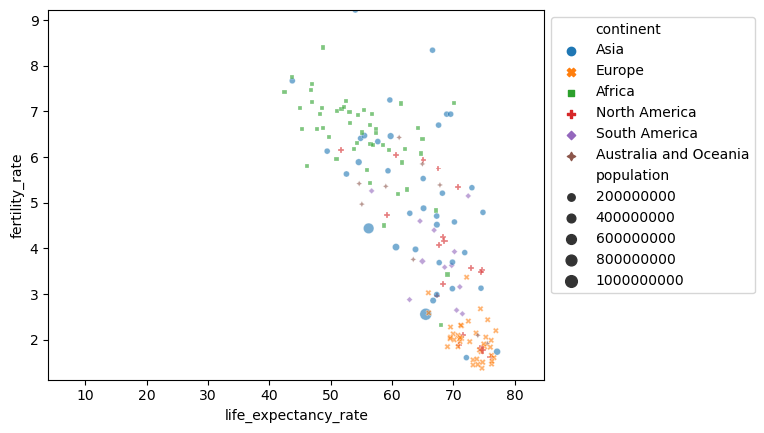 9
8
7
6
5
4
3
2
fertility_rate
10 20 30 40 50 60 70 80
life_expectancy_rate
continent
Asia
Europe
Africa
North America
South America
Australia and Oceania
population
200000000
400000000
600000000
800000000
1000000000